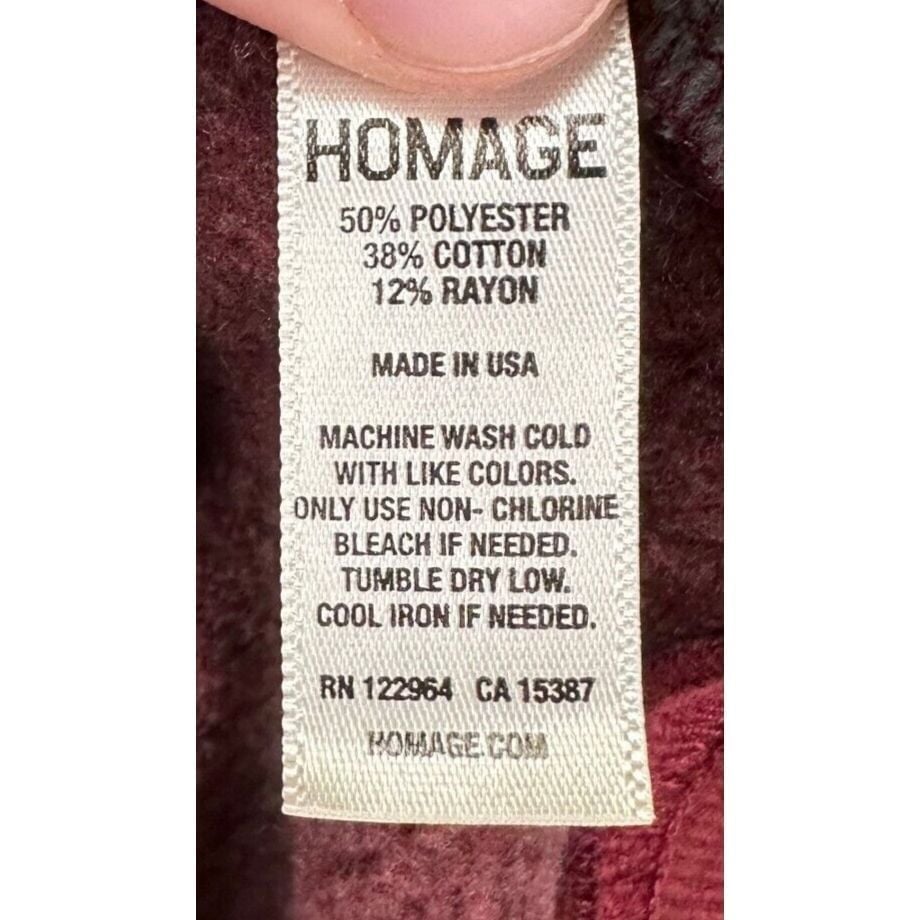 HOMAGE
50% POLYESTER
38% COTTON
12% RAYON
MADE IN USA
MACHINE WASH COLD
WITH LIKE COLORS.
ONLY USE NON- CHLORINE
BLEACH IF NEEDED.
TUMBLE DRY LOW.
COOL IRON IF NEEDED.
RN 122964 CA 15387
HOMAGE.COM